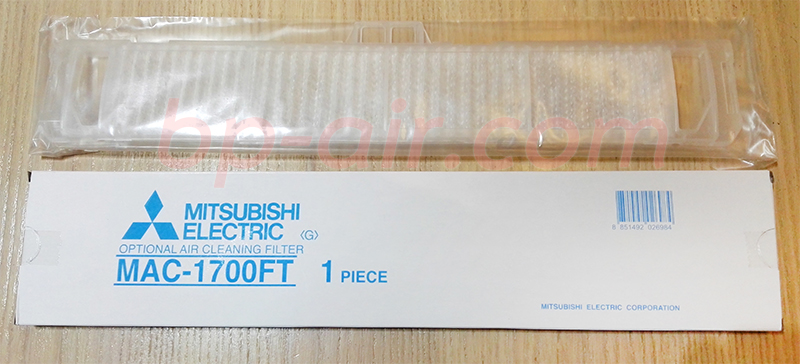 bp-air.com
MITSUBISHI
ELECTRIC 〈G〉
OPTIONAL AIR CLEANING FILTER
MAC-1700FT 1 PIECE
8 851492 026984
MITSUBISHI ELECTRIC CORPORATION